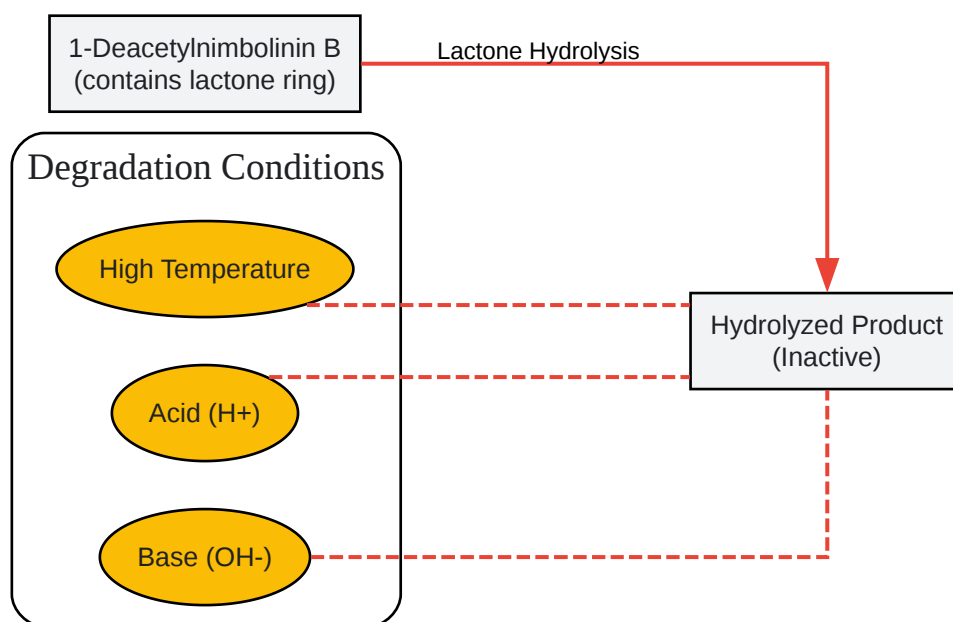 1-Deacetylnimbolinin B
(contains lactone ring)
Lactone Hydrolysis
Degradation Conditions
High Temperature
Hydrolyzed Product
(Inactive)
Acid (H+)
Base (OH-)